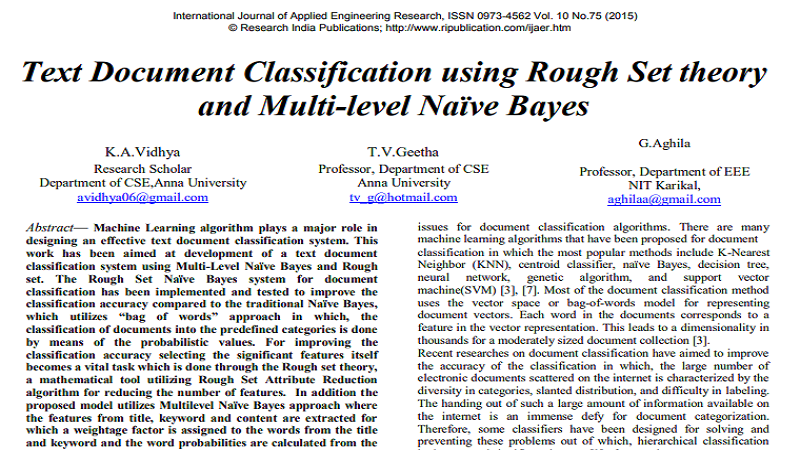 International Journal of Applied Engineering Research, ISSN 0973-4562 Vol. 10 No.75 (2015)
© Research India Publications; http://www.ripublication.com/ijaer.htm
Text Document Classification using Rough Set theory
and Multi-level Naïve Bayes
K.A.Vidhya
Research Scholar
Department of CSE,Anna University
avidhya06@gmail.com
T.V.Geetha
Professor, Department of CSE
Anna University
tv_g@hotmail.com
G.Aghila
Professor, Department of EEE
NIT Karikal,
aghilaa@gmail.com
Abstract— Machine Learning algorithm plays a major role in
designing an effective text document classification system. This
work has been aimed at development of a text document
classification system using Multi-Level Naïve Bayes and Rough
set. The Rough Set Naïve Bayes system for document
classification has been implemented and tested to improve the
classification accuracy compared to the traditional Naïve Bayes,
which utilizes “bag of words” approach in which, the
classification of documents into the predefined categories is done
by means of the probabilistic values. For improving the
classification accuracy selecting the significant features itself
becomes a vital task which is done through the Rough set theory,
a mathematical tool utilizing Rough Set Attribute Reduction
algorithm for reducing the number of features. In addition the
proposed model utilizes Multilevel Naïve Bayes approach where
the features from title, keyword and content are extracted for
which a weightage factor is assigned to the words from the title
and keyword and the word probabilities are calculated from the
issues for document classification algorithms. There are many
machine learning algorithms that have been proposed for document
classification in which the most popular methods include K-Nearest
Neighbor (KNN), centroid classifier, naïve Bayes, decision tree,
neural network, genetic algorithm, and support vector
machine(SVM) [3], [7]. Most of the document classification method
uses the vector space or bag-of-words model for representing
document vectors. Each word in the documents corresponds to a
feature in the vector representation. This leads to a dimensionality in
thousands for a moderately sized document collection [3].
Recent researches on document classification have aimed to improve
the accuracy of the classification in which, the large number of
electronic documents scattered on the internet is characterized by the
diversity in categories, slanted distribution, and difficulty in labeling.
The handing out of such a large amount of information available on
the internet is an immense defy for document categorization.
Therefore, some classifiers have been designed for solving and
preventing these problems out of which, hierarchical classification